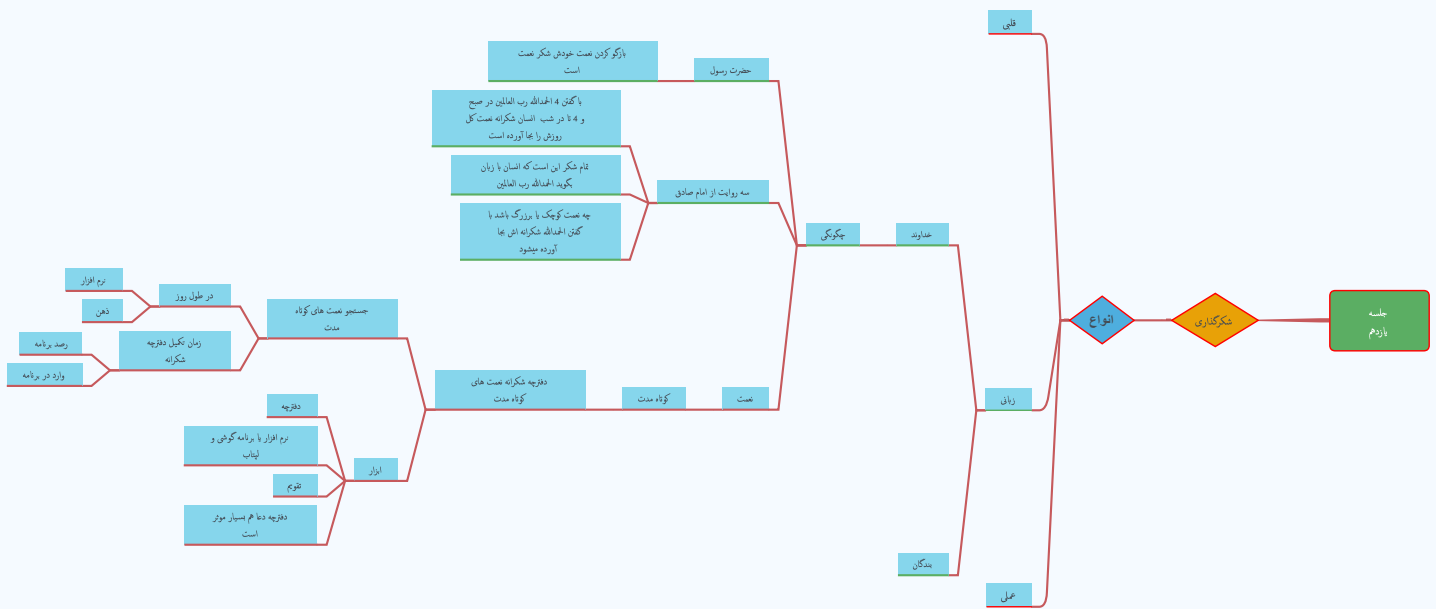 جلسه
یازدهم
شکرگذاری
انواع
قلبی
زبانی
خداوند
چگونگی
حضرت رسول
بازگو کردن نعمت خودش شکر نعمت
است
سه روایت از امام صادق
با گفتن 4 الحمدالله رب العالمین در صبح
و 4 تا در شب انسان شکرانه نعمت کل
روزش را بجا آورده است
تمام شکر این است که انسان با زبان
بگوید الحمدالله رب العالمین
چه نعمت کوچک یا برزرگ باشد با
گفتن الحمدالله شکرانه اش بجا
آورده میشود
نعمت
کوتاه مدت
دفترچه شکرانه نعمت های
کوتاه مدت
جستجو نعمت های کوتاه
مدت
در طول روز
نرم افزار
ذهن
زمان تکمیل دفترچه
شکرانه
رصد برنامه
وارد در برنامه
ابزار
دفترچه
نرم افزار یا برنامه گوشی و
لپتاب
تقویم
دفترچه دعا هم بسیار موثر
است
بندگان
عملی